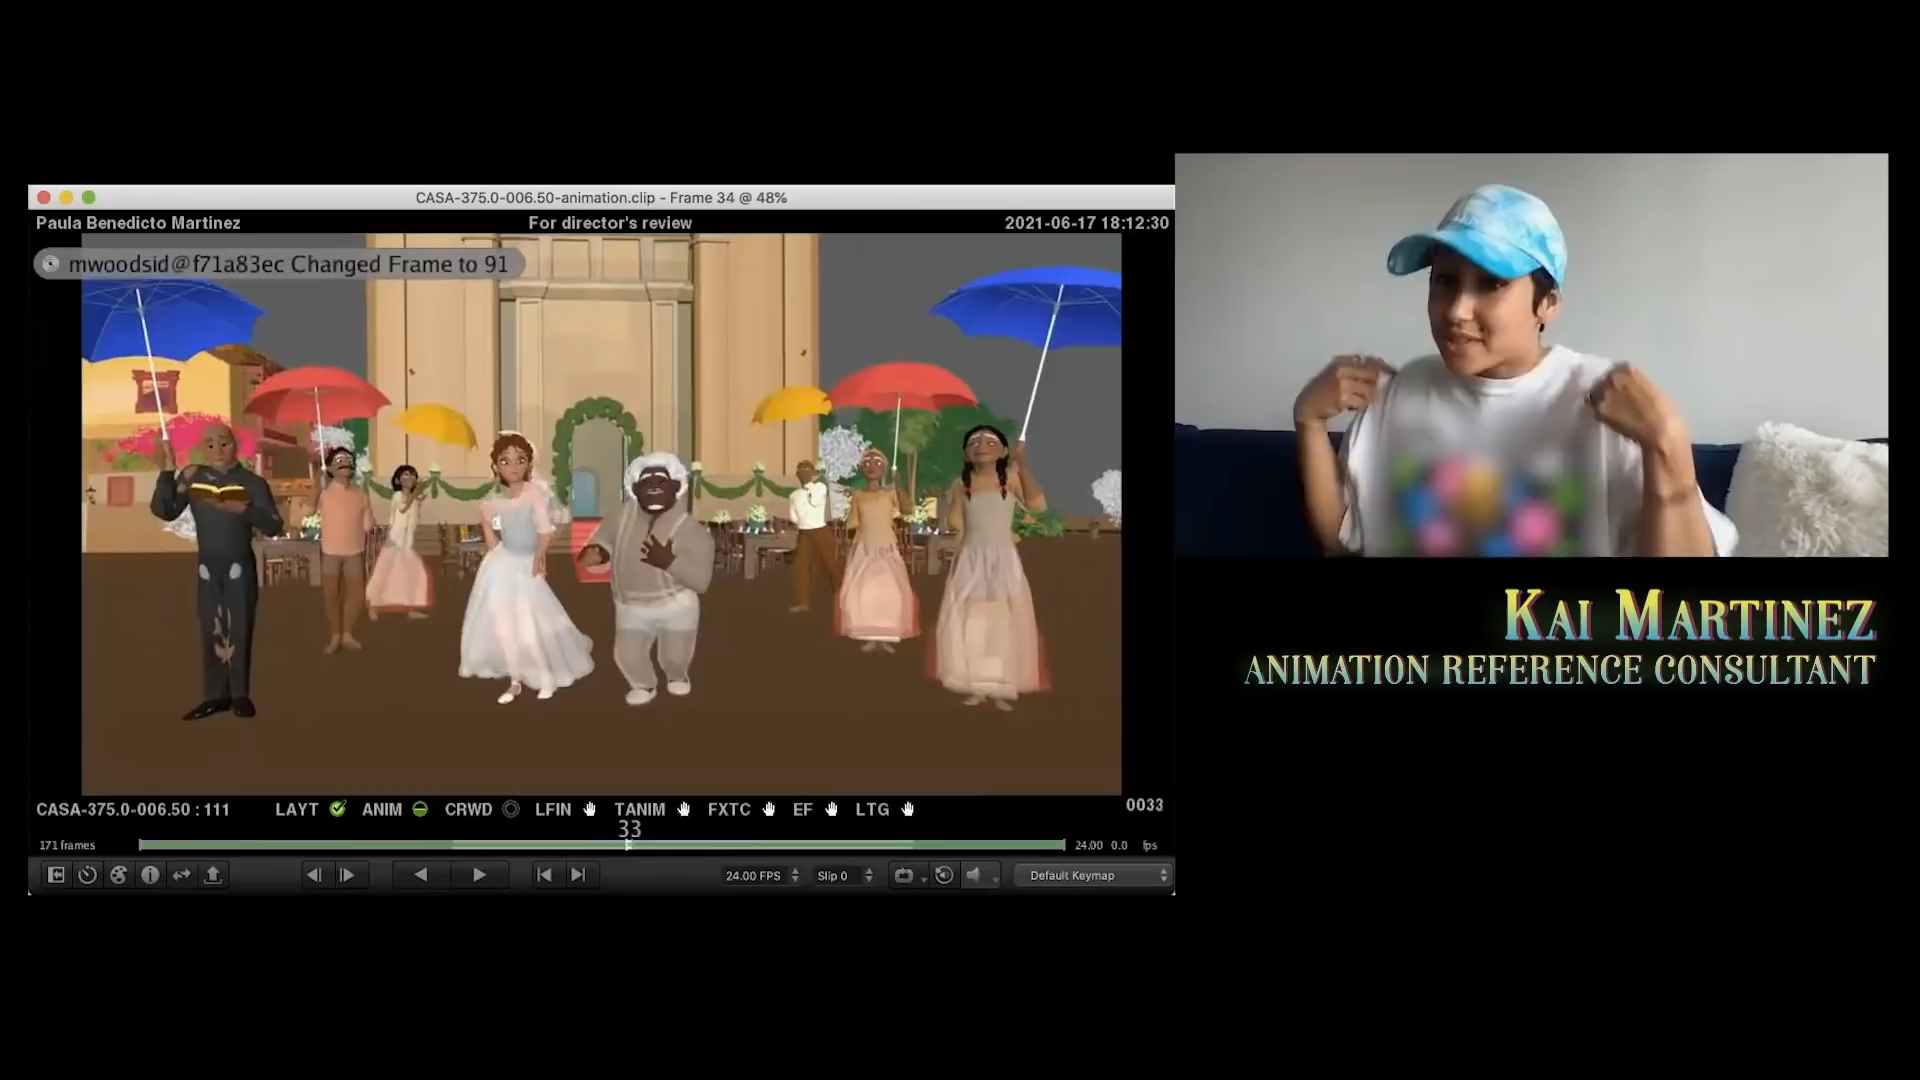 CASA-375.0-006.50-animation.clip - Frame 34 @ 48%
Paula Benedicto Martinez For director's review 2021-06-17 18:12:30
mwoodsid@f71a83ec Changed Frame to 91
KAI MARTINEZ
ANIMATION REFERENCE CONSULTANT
CASA-375.0-006.50 : 111 LAYT ANIM CRWD LFIN TANIM FXTC EF LTG 0033
33
171 frames 24.00 0.0 fps
24.00 FPS Slip 0 Default Keymap